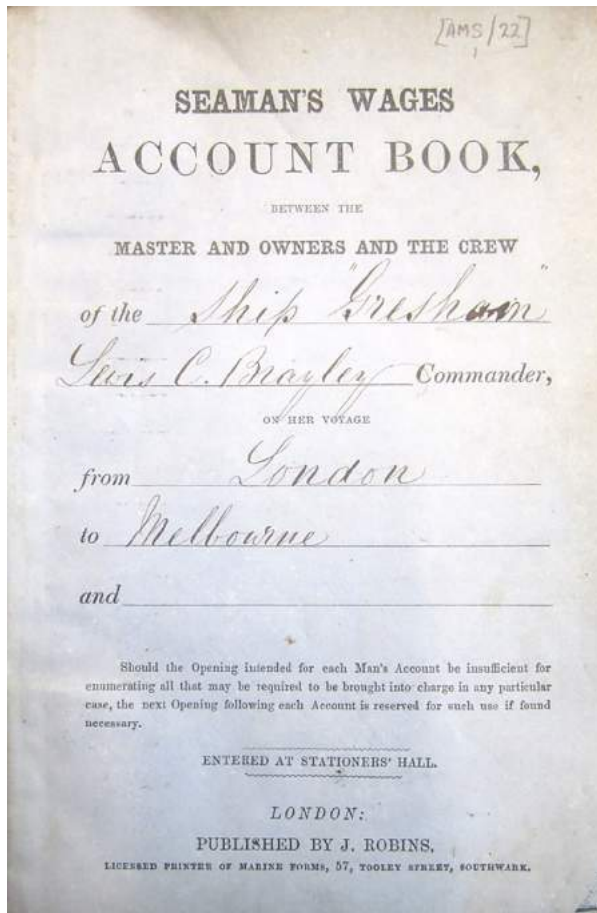 [AMS/22]
SEAMAN'S WAGES
ACCOUNT BOOK,
BETWEEN THE
MASTER AND OWNERS AND THE CREW
of the Ship "Gresham"
Lewis C. Brayley Commander,
ON HER VOYAGE
from London
to Melbourne
and
Should the Opening intended for each Man's Account be insufficient for
enumerating all that may be required to be brought into charge in any particular
case, the next Opening following each Account is reserved for such use if found
necessary.
ENTERED AT STATIONERS' HALL.
LONDON:
PUBLISHED BY J. ROBINS,
LICENSED PRINTER OF MARINE FORMS, 57, TOOLEY STREET, SOUTHWARK.